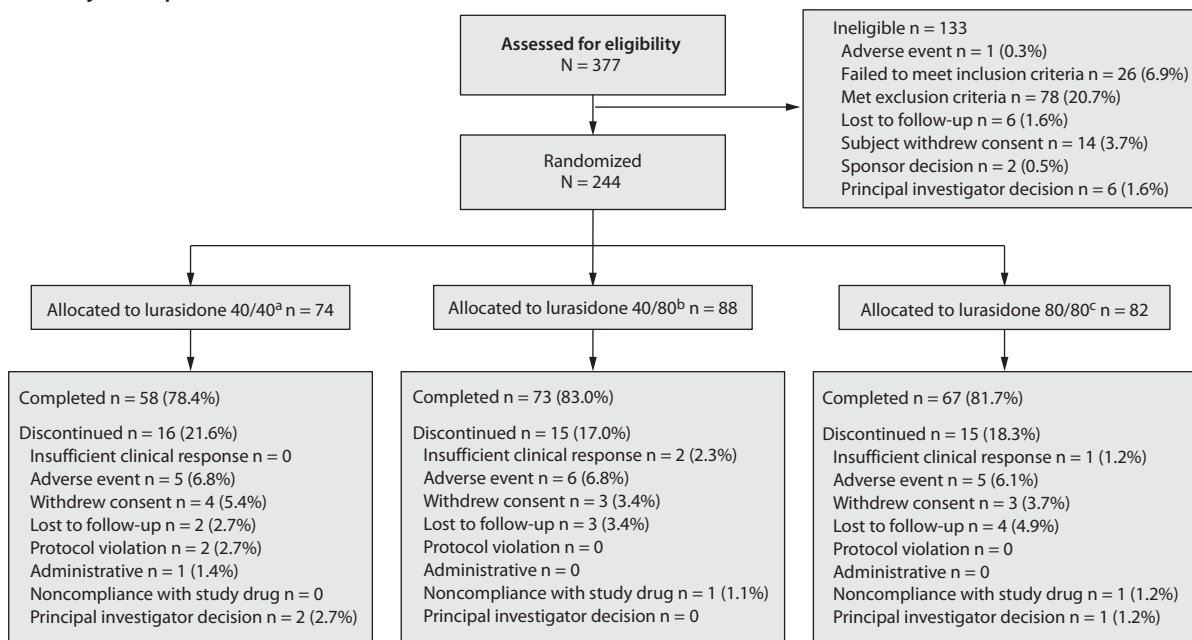 Assessed for eligibility
N = 377
Ineligible n = 133
Adverse event n = 1 (0.3%)
Failed to meet inclusion criteria n = 26 (6.9%)
Met exclusion criteria n = 78 (20.7%)
Lost to follow-up n = 6 (1.6%)
Subject withdrew consent n = 14 (3.7%)
Sponsor decision n = 2 (0.5%)
Principal investigator decision n = 6 (1.6%)
Randomized
N = 244
Allocated to lurasidone 40/40ᵃ n = 74
Allocated to lurasidone 40/80ᵇ n = 88
Allocated to lurasidone 80/80ᶜ n = 82
Completed n = 58 (78.4%)
Discontinued n = 16 (21.6%)
Insufficient clinical response n = 0
Adverse event n = 5 (6.8%)
Withdrew consent n = 4 (5.4%)
Lost to follow-up n = 2 (2.7%)
Protocol violation n = 2 (2.7%)
Administrative n = 1 (1.4%)
Noncompliance with study drug n = 0
Principal investigator decision n = 2 (2.7%)
Completed n = 73 (83.0%)
Discontinued n = 15 (17.0%)
Insufficient clinical response n = 2 (2.3%)
Adverse event n = 6 (6.8%)
Withdrew consent n = 3 (3.4%)
Lost to follow-up n = 3 (3.4%)
Protocol violation n = 0
Administrative n = 0
Noncompliance with study drug n = 1 (1.1%)
Principal investigator decision n = 0
Completed n = 67 (81.7%)
Discontinued n = 15 (18.3%)
Insufficient clinical response n = 1 (1.2%)
Adverse event n = 5 (6.1%)
Withdrew consent n = 3 (3.7%)
Lost to follow-up n = 4 (4.9%)
Protocol violation n = 0
Administrative n = 0
Noncompliance with study drug n = 1 (1.2%)
Principal investigator decision n = 1 (1.2%)